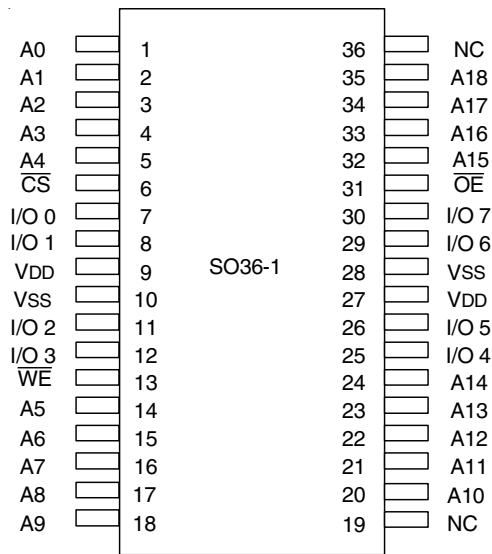 A0 1 36 NC
A1 2 35 A18
A2 3 34 A17
A3 4 33 A16
A4 5 32 A15
C̅S̅ 6 31 O̅E̅
I/O 0 7 30 I/O 7
I/O 1 8 29 I/O 6
VDD 9 SO36-1 28 VSS
VSS 10 27 VDD
I/O 2 11 26 I/O 5
I/O 3 12 25 I/O 4
W̅E̅ 13 24 A14
A5 14 23 A13
A6 15 22 A12
A7 16 21 A11
A8 17 20 A10
A9 18 19 NC